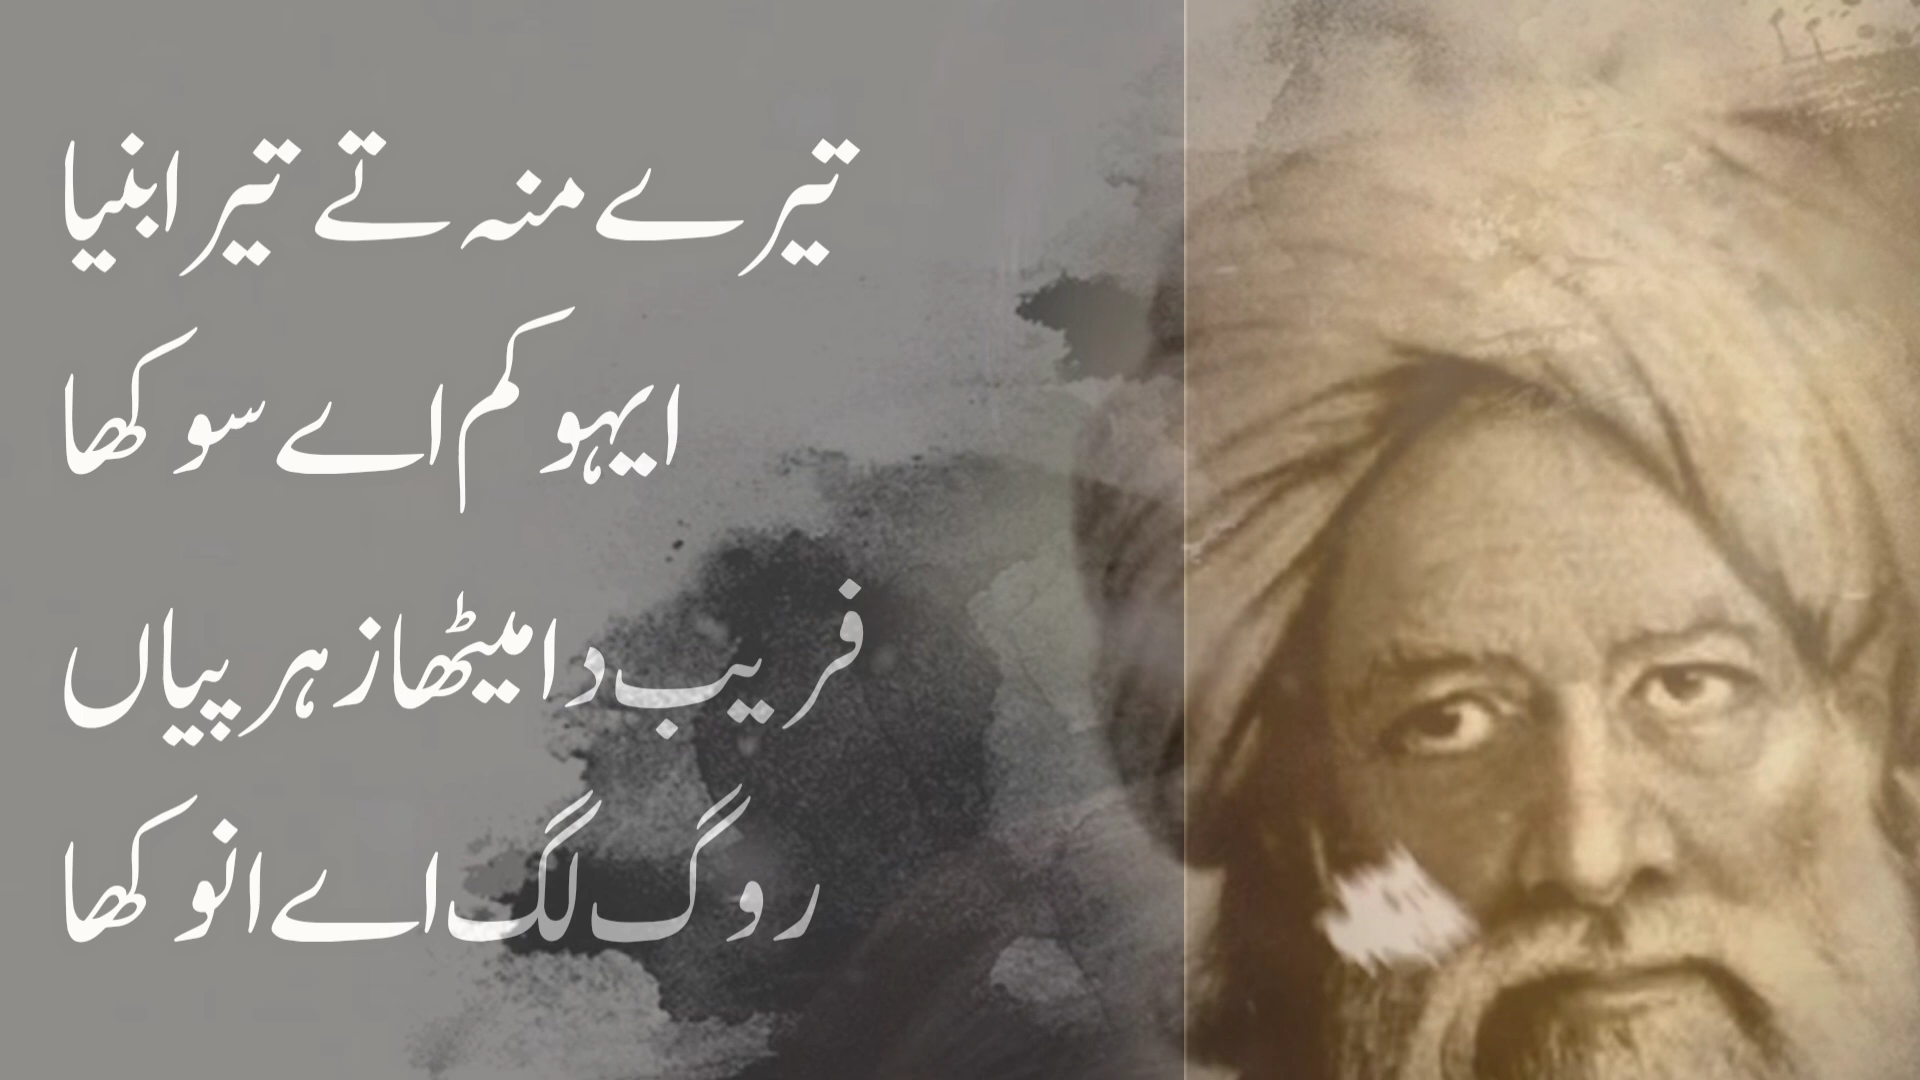 تیرے منہ تے تیرا بنیا
ایہو کم اے سوکھا
فریب دا میٹھا زہر پیاں
روگ لگ اے انوکھا